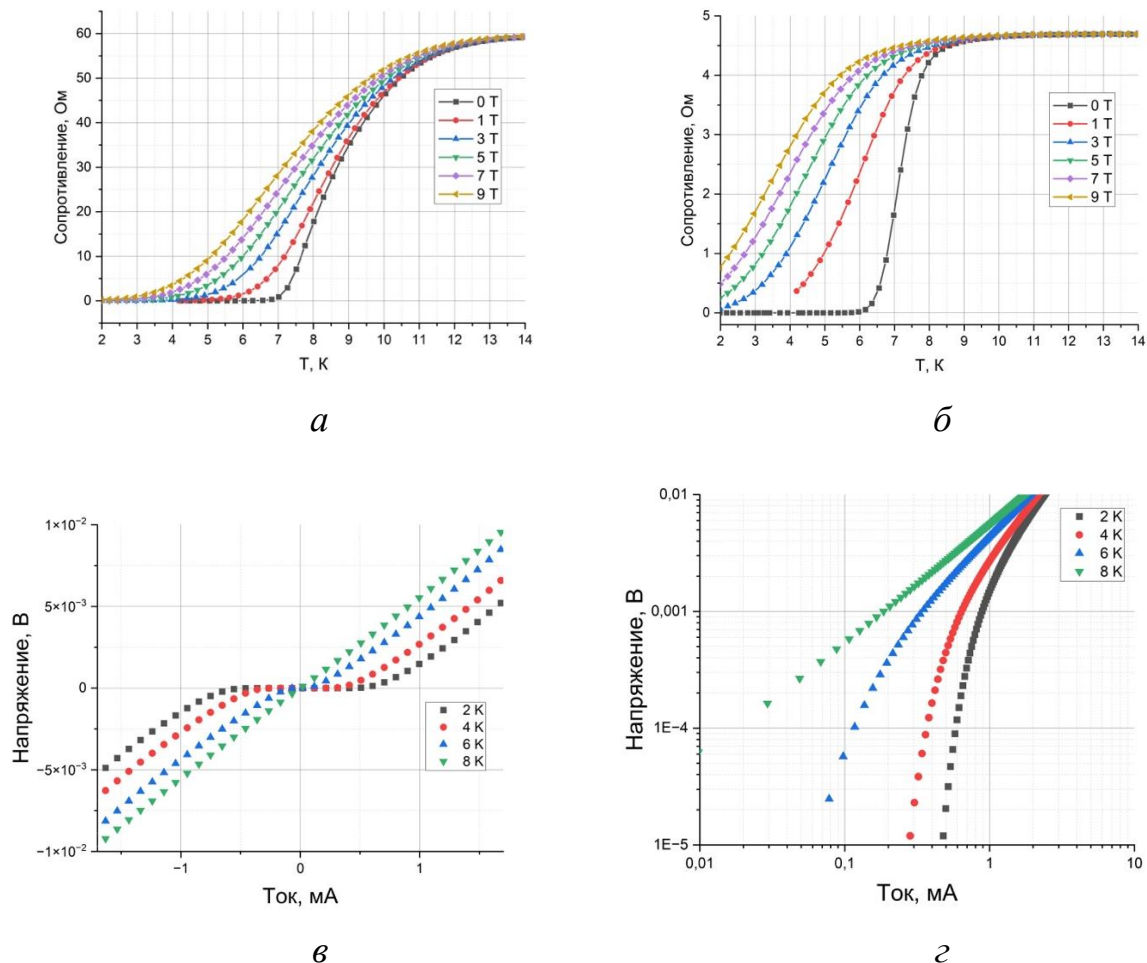 60
50
40
30
20
10
0
Сопротивление, Ом
0 T
1 T
3 T
5 T
7 T
9 T
2 3 4 5 6 7 8 9 10 11 12 13 14
T, К
а
5
4
3
2
1
0
Сопротивление, Ом
0 T
1 T
3 T
5 T
7 T
9 T
2 3 4 5 6 7 8 9 10 11 12 13 14
T, К
б
1×10⁻²
5×10⁻³
0
−5×10⁻³
−1×10⁻²
Напряжение, В
2 K
4 K
6 K
8 K
−1 0 1
Ток, мА
в
0,01
0,001
1E−4
1E−5
Напряжение, В
2 K
4 K
6 K
8 K
0,01 0,1 1 10
Ток, мА
г